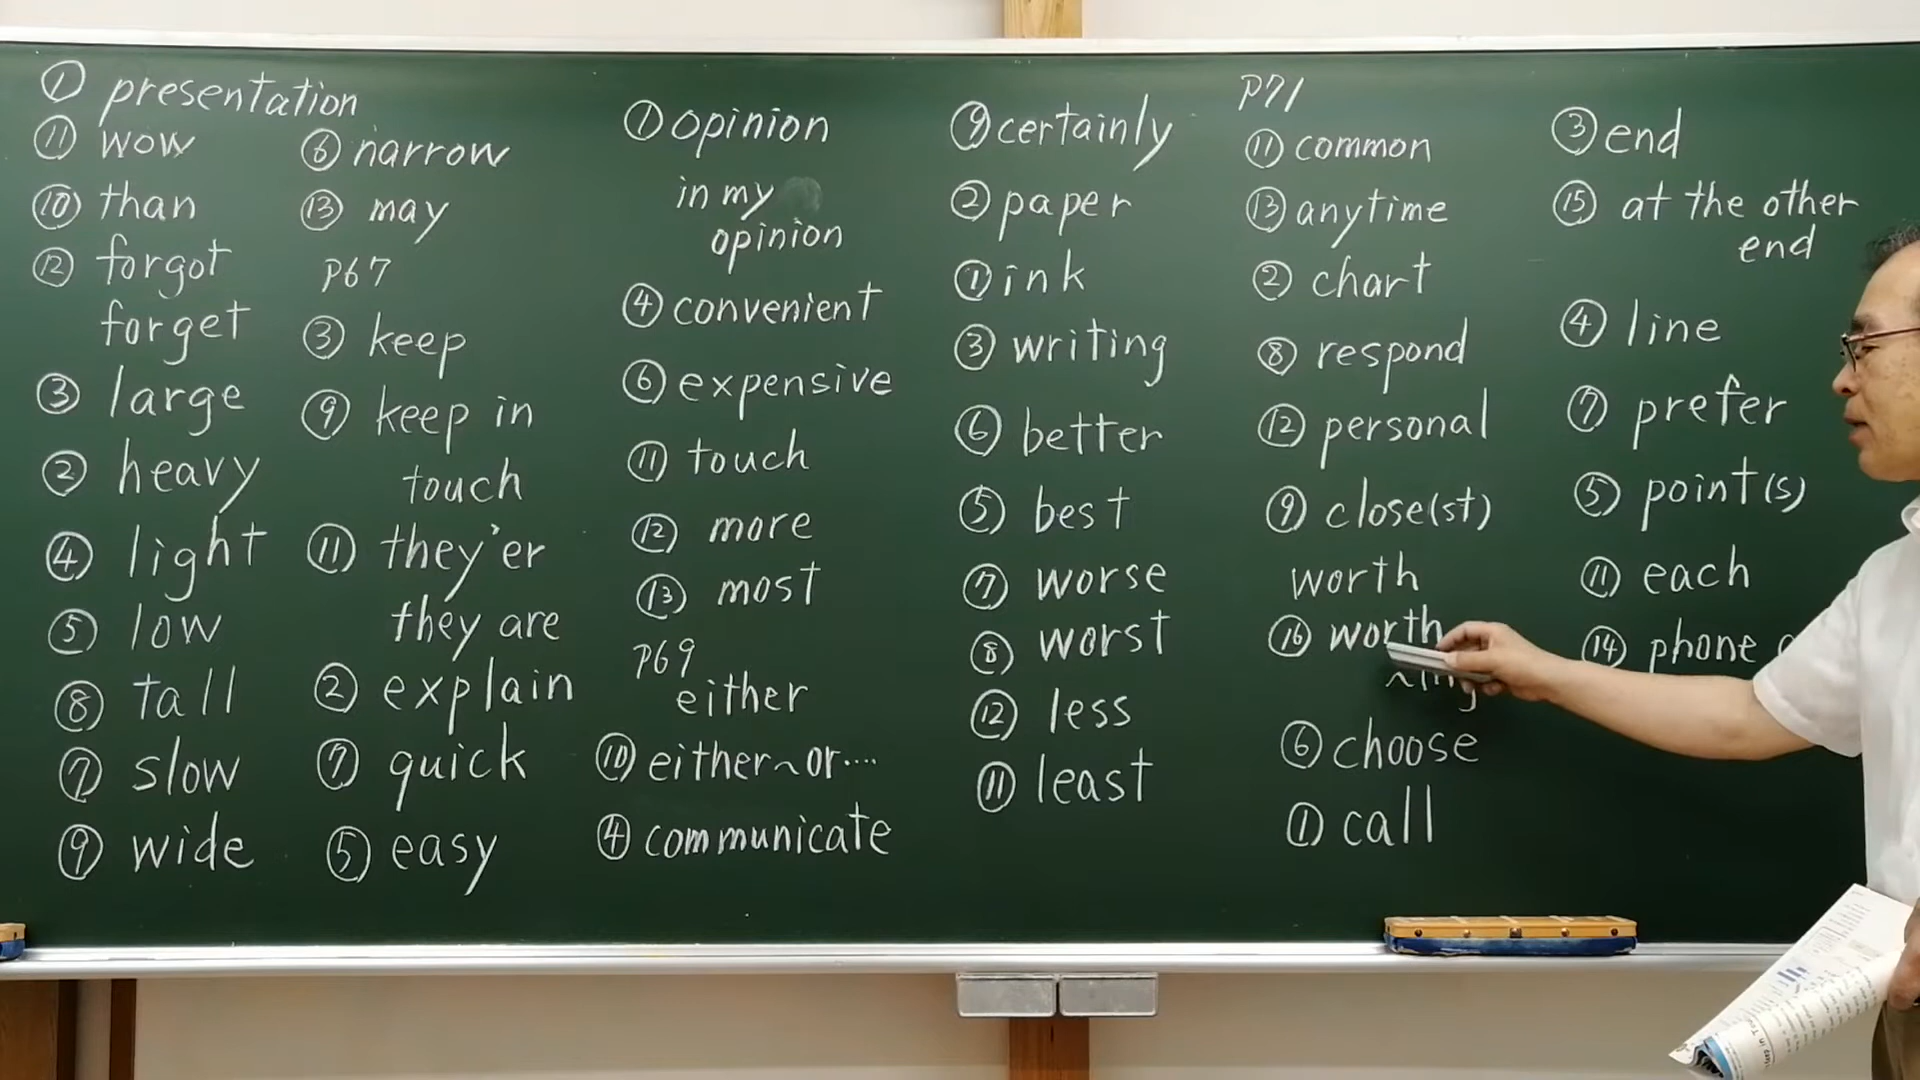 ① presentation
⑪ wow
⑩ than
⑫ forgot
forget
③ large
② heavy
④ light
⑤ low
⑧ tall
⑦ slow
⑨ wide
⑥ narrow
⑬ may
P67
③ keep
⑨ keep in
touch
⑪ they'er
they are
② explain
⑦ quick
⑤ easy
① opinion
in my
opinion
④ convenient
⑥ expensive
⑪ touch
⑫ more
⑬ most
P69
either
⑩ either~or....
④ communicate
⑨ certainly
② paper
① ink
③ writing
⑥ better
⑤ best
⑦ worse
⑧ worst
⑫ less
⑪ least
P71
⑪ common
⑬ anytime
② chart
⑧ respond
⑫ personal
⑨ close(st)
worth
⑯ worth
~ing
⑥ choose
① call
③ end
⑮ at the other
end
④ line
⑦ prefer
⑤ point(s)
⑪ each
⑭ phone